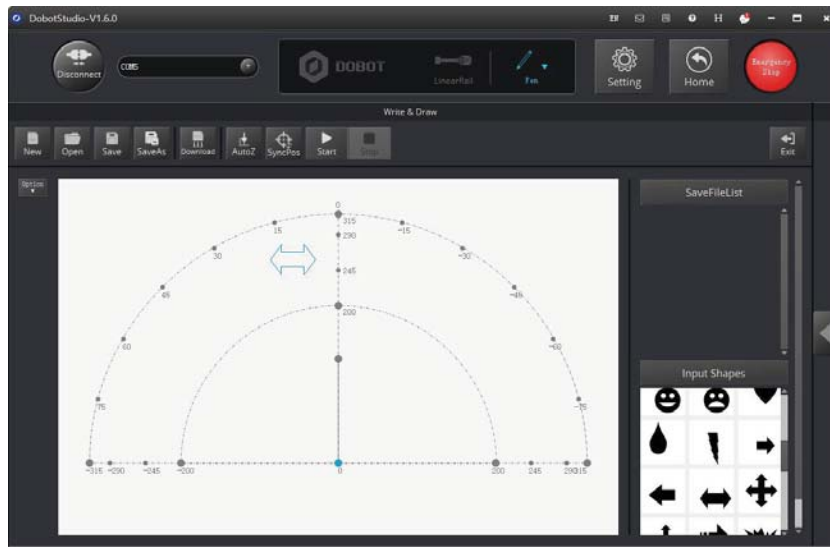 DobotStudio-V1.6.0
EN
H
Disconnect
COM5
DOBOT
LinearRail
Pen
Setting
Home
Emergency
Stop
Write & Draw
New
Open
Save
SaveAs
Download
AutoZ
SyncPos
Start
Stop
Exit
Option
SaveFileList
0
15
315
-15
290
30
-30
245
45
-45
200
60
-60
75
-75
-315
-290
-245
-200
0
200
245
290
315
Input Shapes